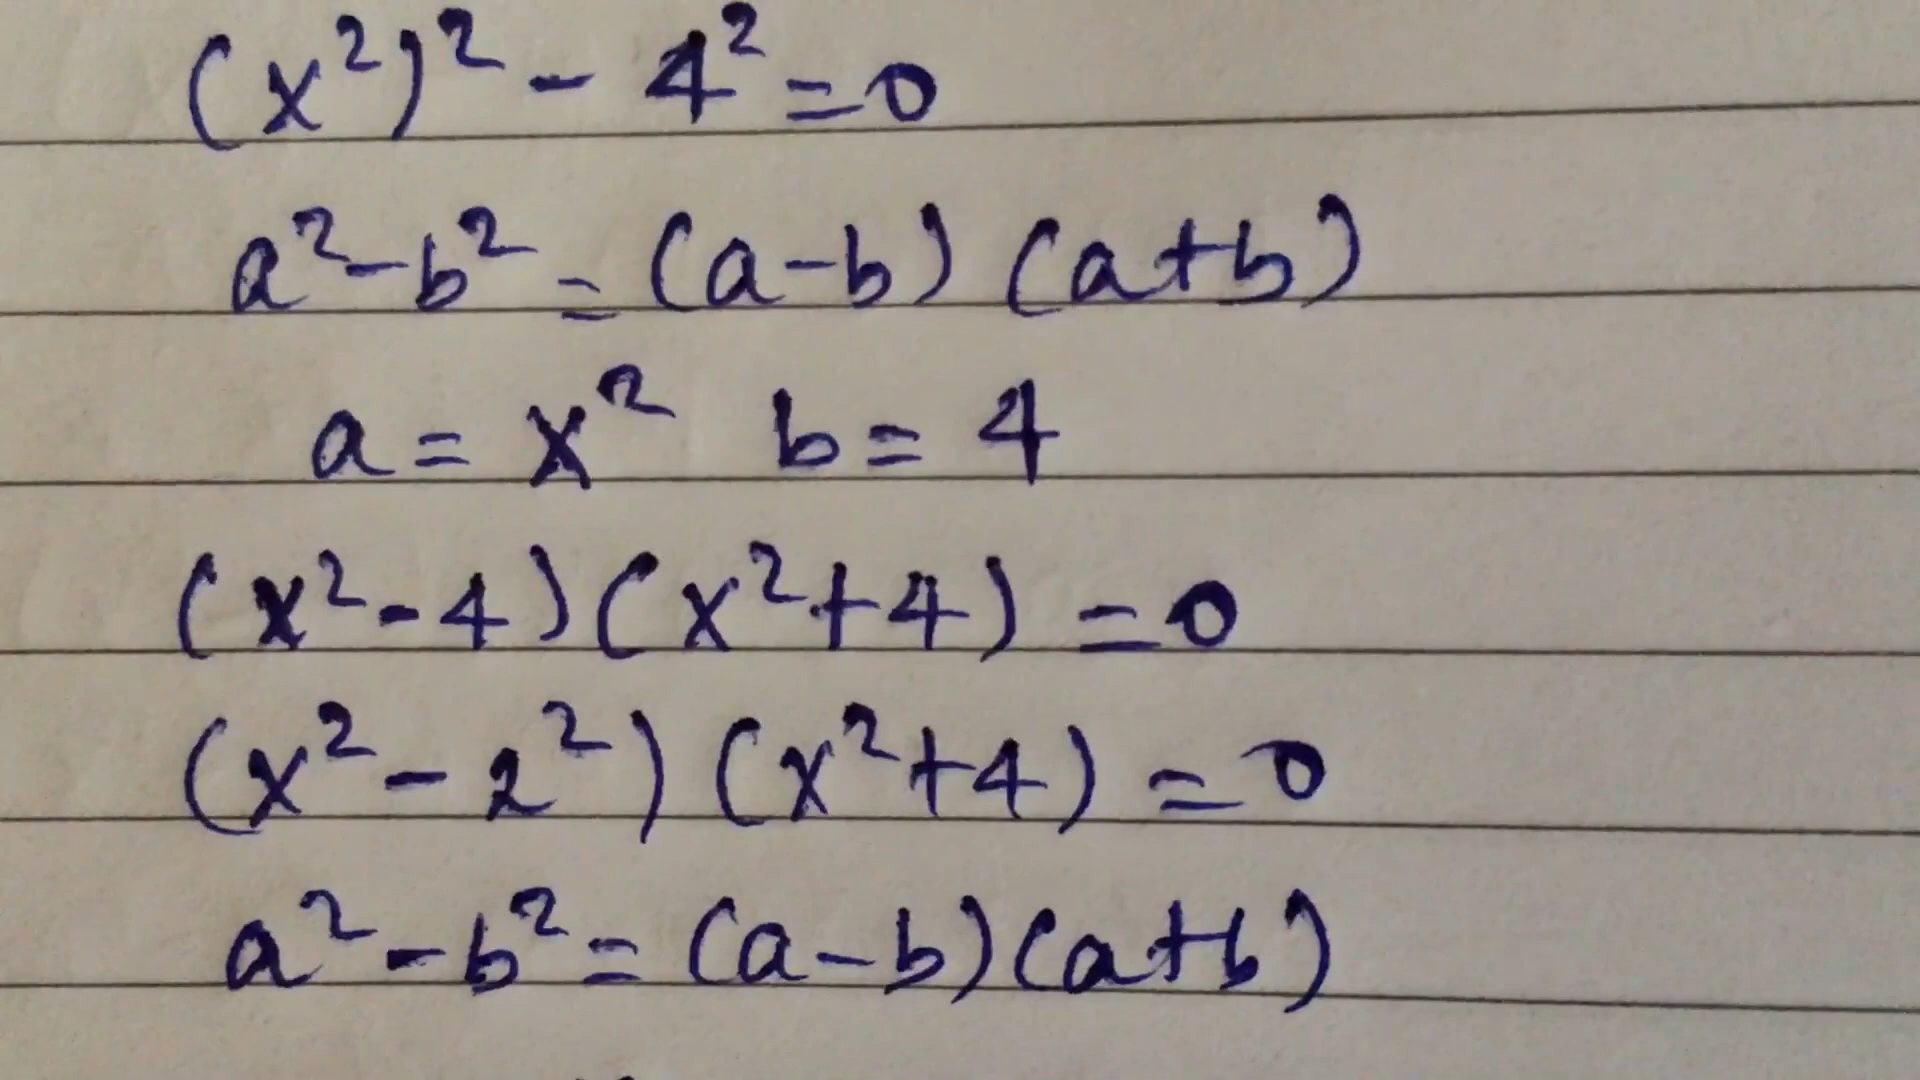 (x²)² - 4² = 0
a² - b² = (a - b) (a + b)
a = x² b = 4
(x² - 4) (x² + 4) = 0
(x² - 2²) (x² + 4) = 0
a² - b² = (a - b) (a + b)